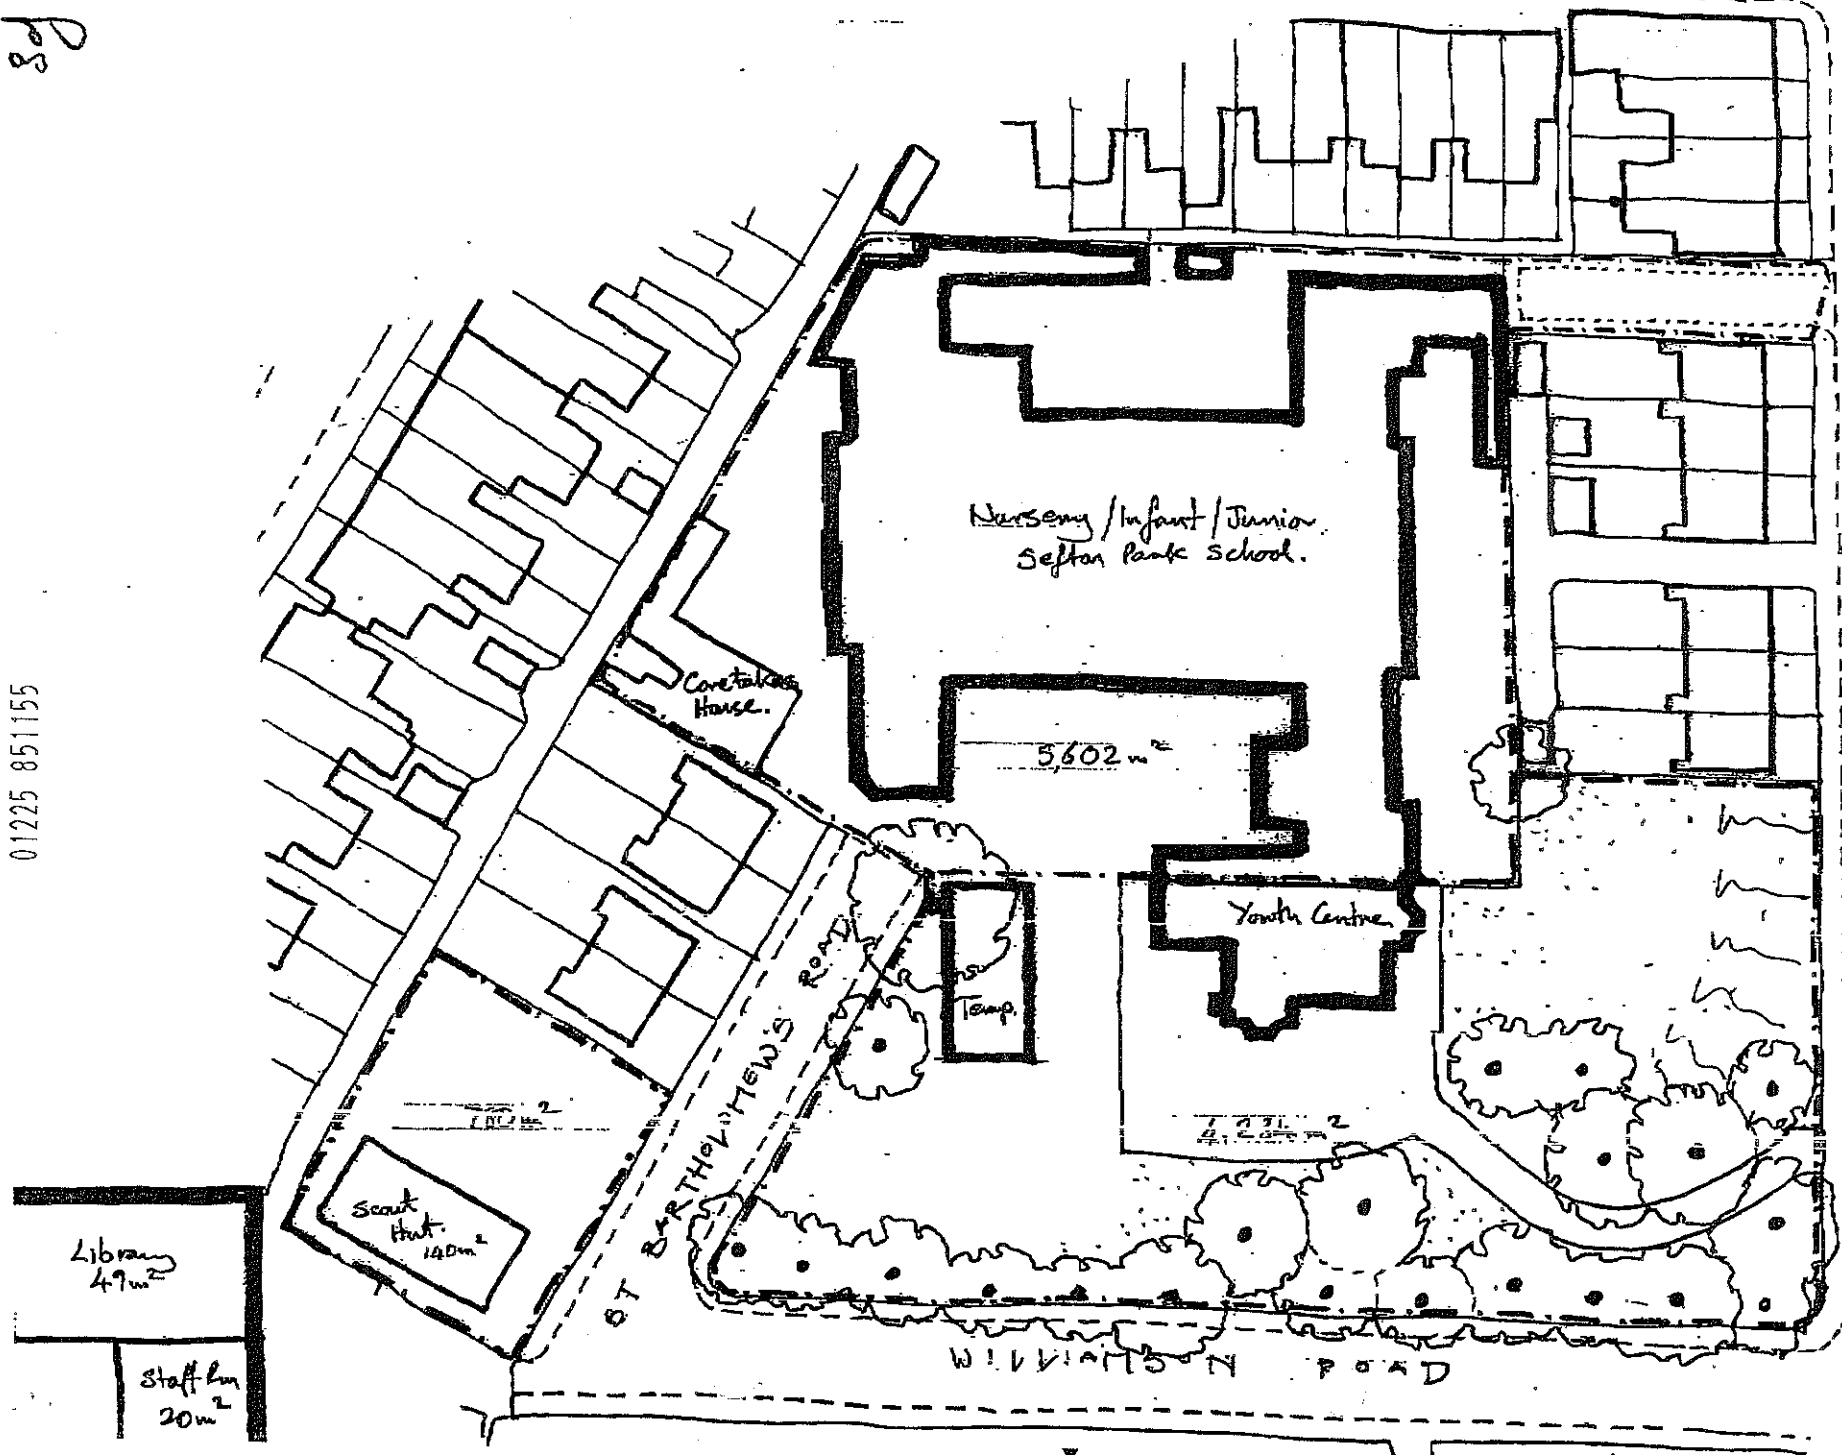 01225 851155
Nursery/Infant/Junior
Sefton Park School.
Caretakers
House.
5,602 m²
Youth Centre
Temp.
ST BARTHOLOMEW'S ROAD
Scout
Hut.
140m²
Library
49m²
Staff Rm
20m²
WILLIAMSON ROAD